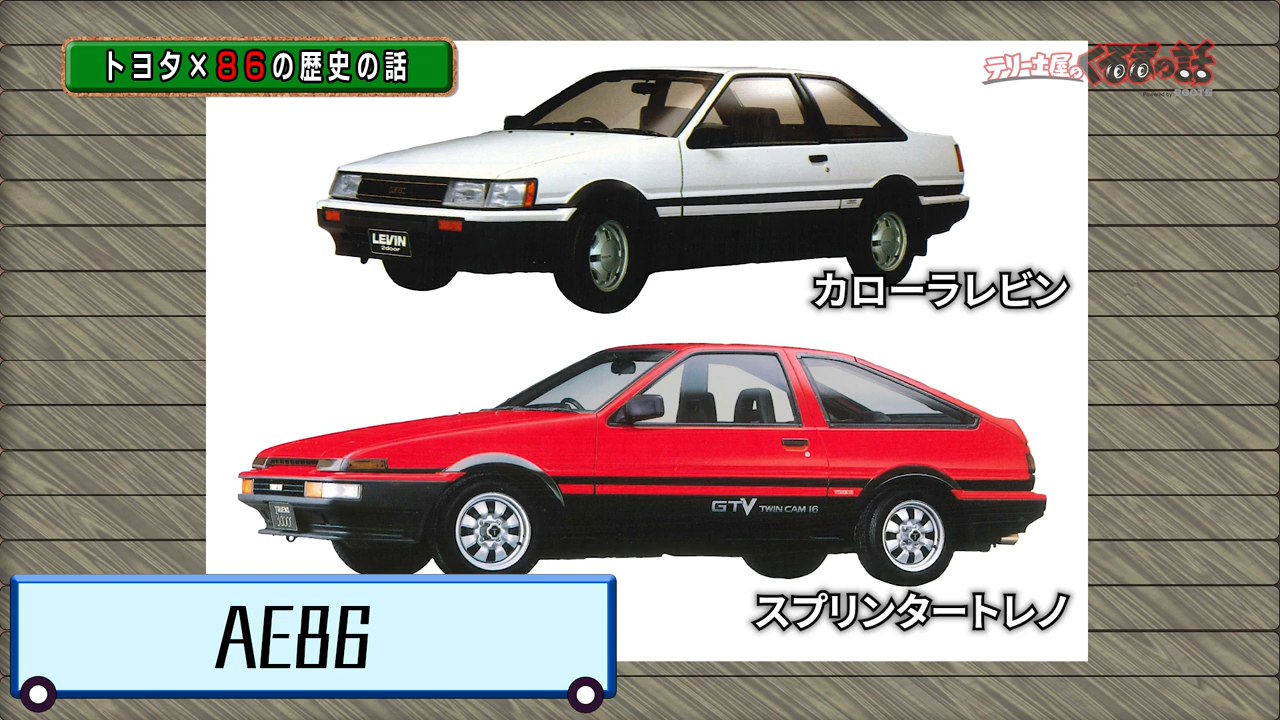 トヨタ×86の歴史の話
テリー土屋のくるまの話
LEVIN
2door
カローラレビン
GTV TWIN CAM 16
TRUENO
3door
スプリンタートレノ
AE86